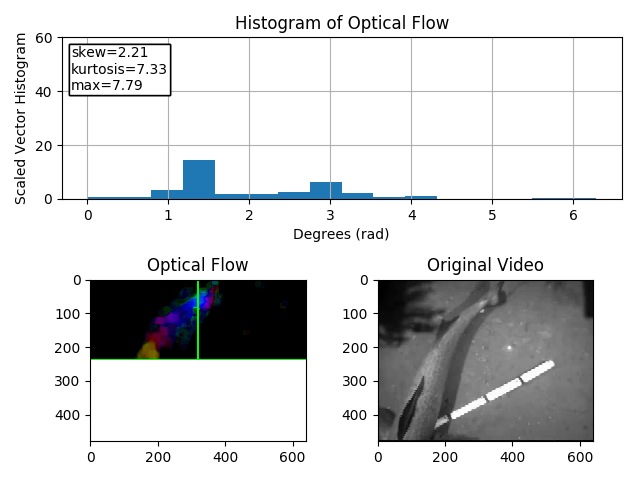 Histogram of Optical Flow
Scaled Vector Histogram
60
40
20
0
skew=2.21
kurtosis=7.33
max=7.79
0 1 2 3 4 5 6
Degrees (rad)
Optical Flow
0
100
200
300
400
0 200 400 600
Original Video
0
100
200
300
400
0 200 400 600